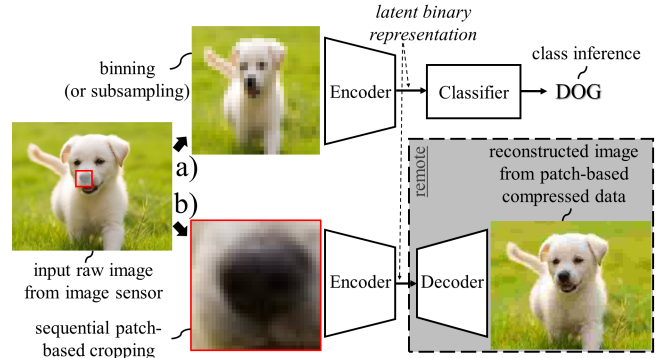 latent binary
representation
binning
(or subsampling)
Encoder
Classifier
class inference
DOG
a)
b)
input raw image
from image sensor
sequential patch-
based cropping
Encoder
remote
Decoder
reconstructed image
from patch-based
compressed data